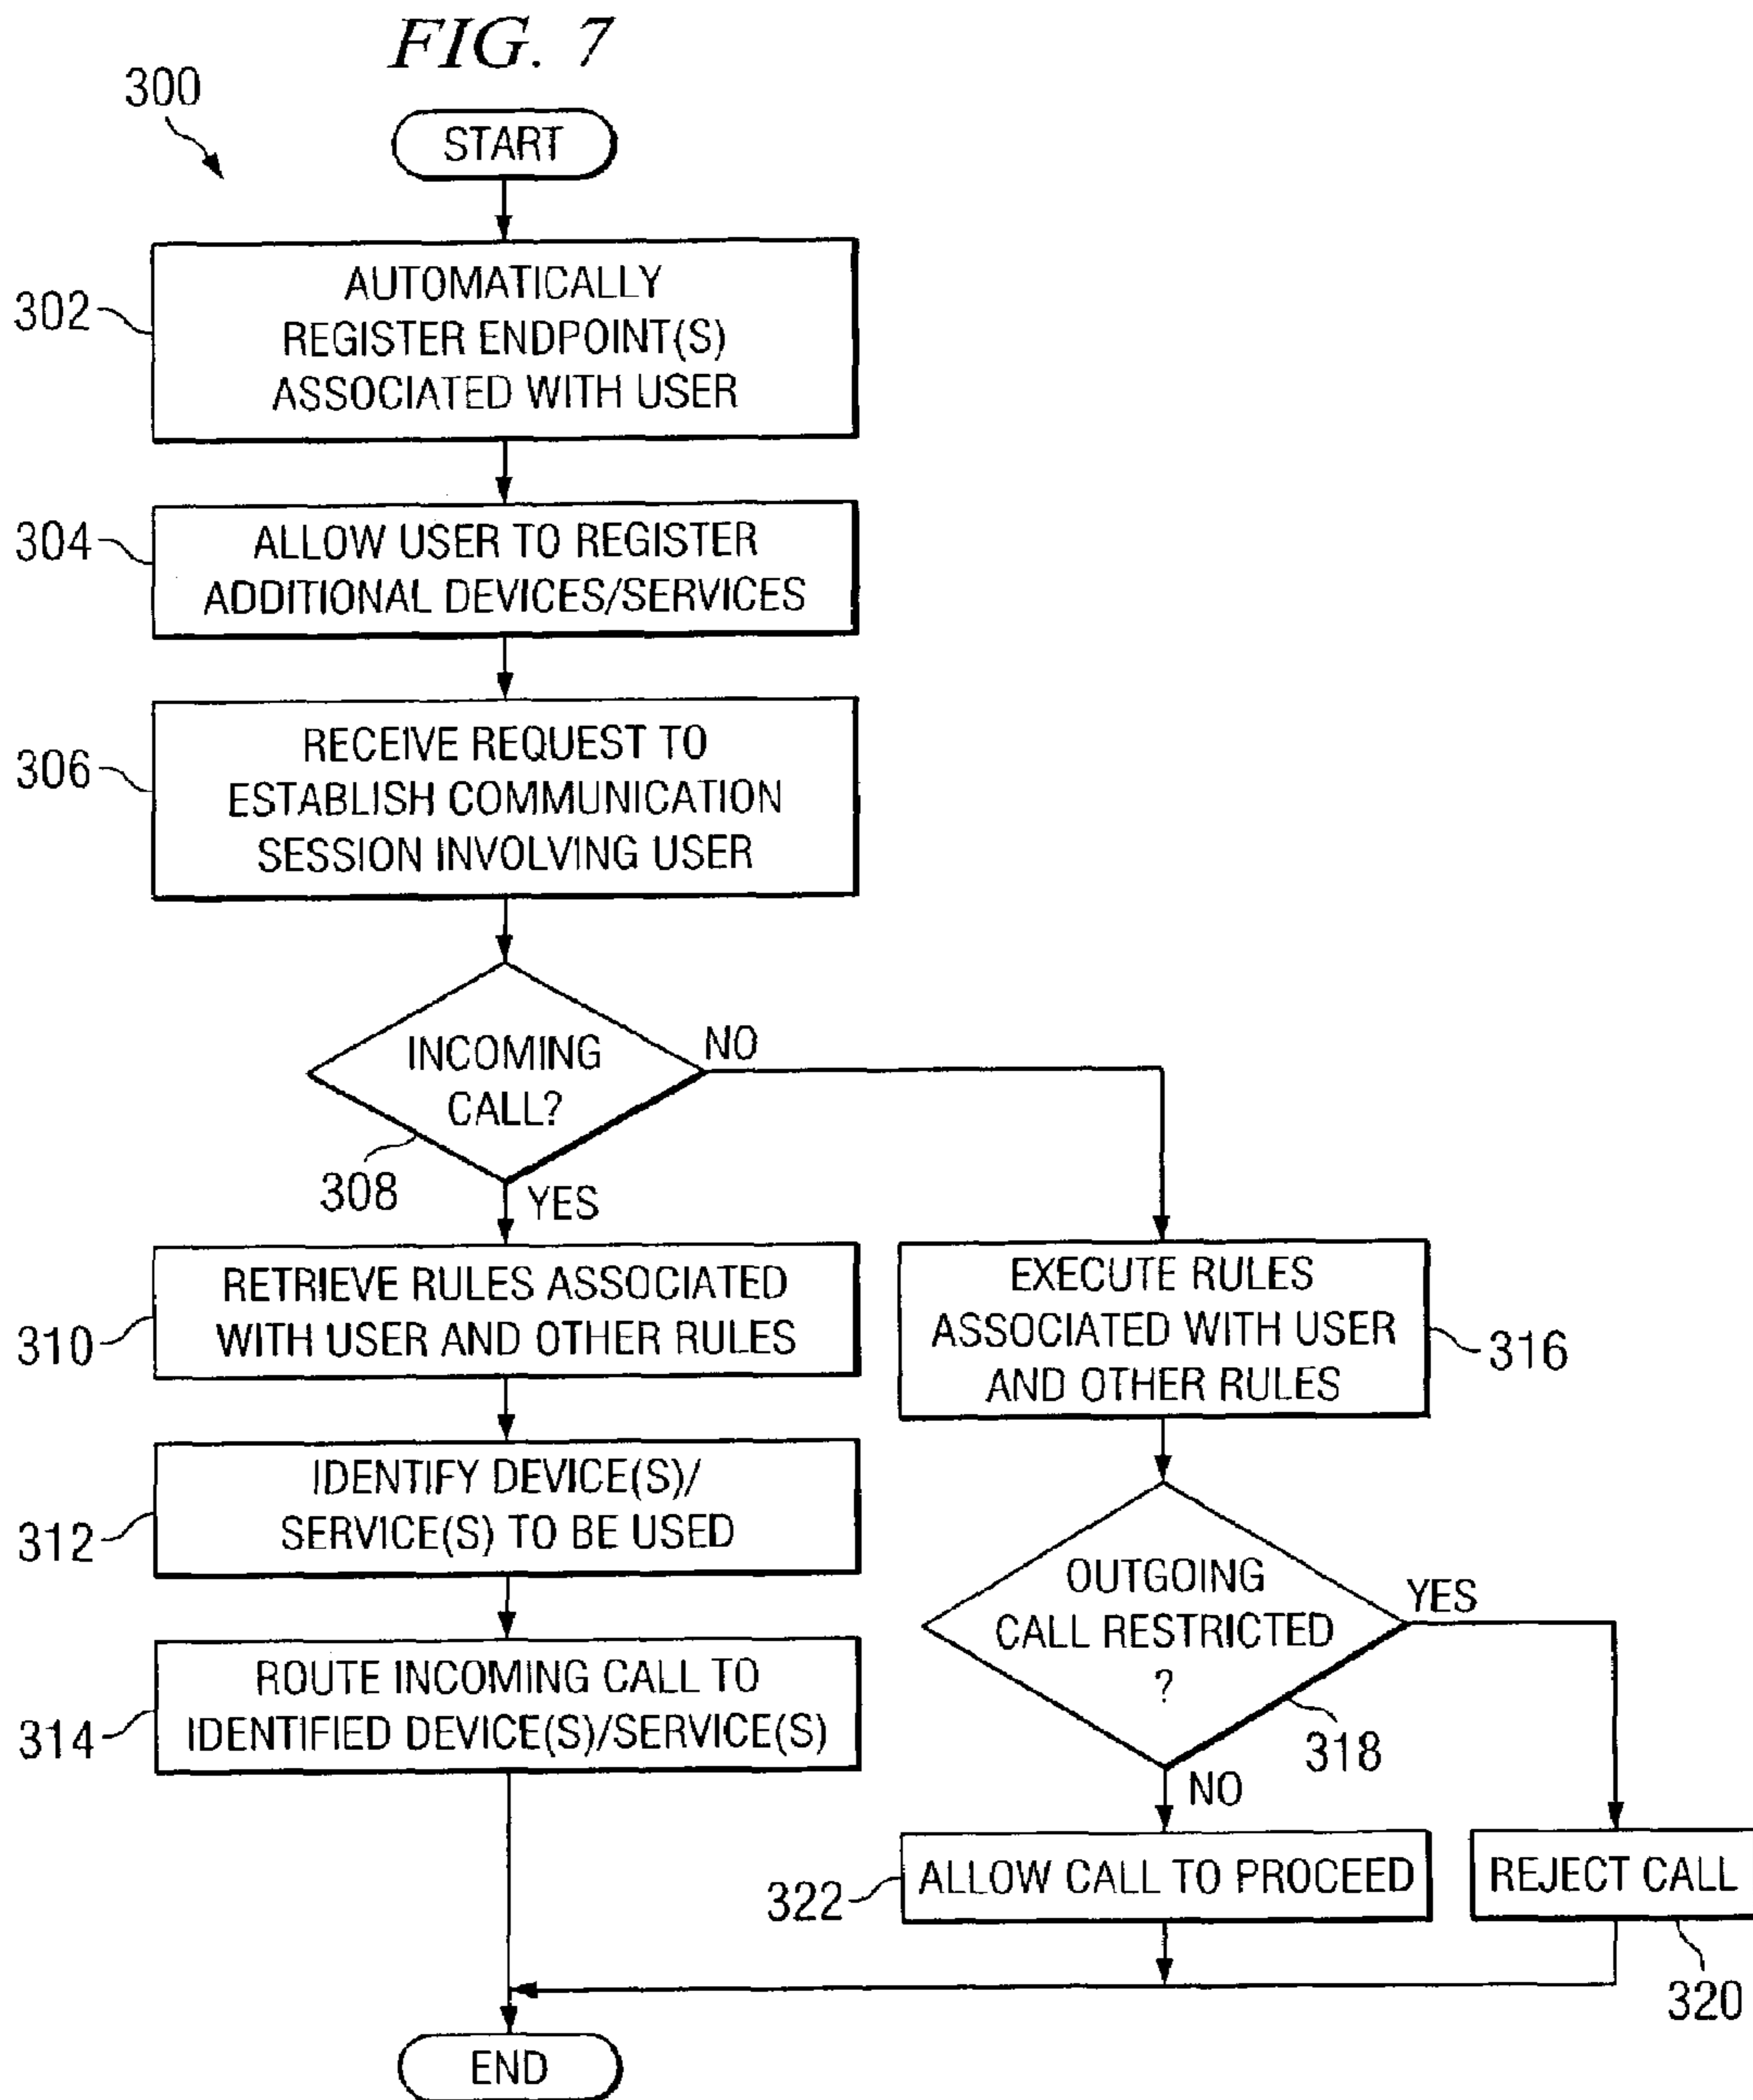 FIG. 7
300
START
302
AUTOMATICALLY
REGISTER ENDPOINT(S)
ASSOCIATED WITH USER
304
ALLOW USER TO REGISTER
ADDITIONAL DEVICES/SERVICES
306
RECEIVE REQUEST TO
ESTABLISH COMMUNICATION
SESSION INVOLVING USER
INCOMING
CALL?
NO
308
YES
310
RETRIEVE RULES ASSOCIATED
WITH USER AND OTHER RULES
312
IDENTIFY DEVICE(S)/
SERVICE(S) TO BE USED
314
ROUTE INCOMING CALL TO
IDENTIFIED DEVICE(S)/SERVICE(S)
EXECUTE RULES
ASSOCIATED WITH USER
AND OTHER RULES
316
OUTGOING
CALL RESTRICTED
?
YES
318
NO
322
ALLOW CALL TO PROCEED
REJECT CALL
320
END